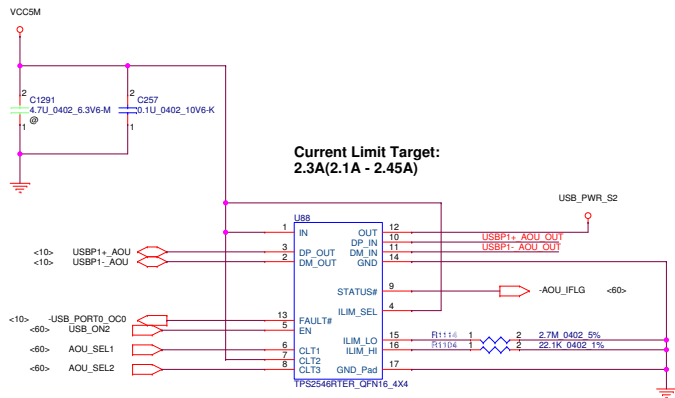 VCC5M
2
2
C1291
4.7U_0402_6.3V6-M
@
C257
0.1U_0402_10V6-K
1
1
Current Limit Target:
2.3A(2.1A - 2.45A)
USB_PWR_S2
U88
1 IN OUT 12
DP_IN 10 USBP1+_AOU_OUT
<10> USBP1+_AOU 3 DP_OUT DM_IN 11 USBP1-_AOU_OUT
<10> USBP1-_AOU 2 DM_OUT GND 14
STATUS# 9 -AOU_IFLG <60>
ILIM_SEL 4
<10> -USB_PORT0_OC0 13 FAULT#
<60> USB_ON2 5 EN
ILIM_LO 15 R1116 1 2 2.7M_0402_5%
<60> AOU_SEL1 6 CLT1 ILIM_HI 16 R1104 1 2 22.1K_0402_1%
7 CLT2
<60> AOU_SEL2 8 CLT3 GND_Pad 17
TPS2546RTER_QFN16_4X4